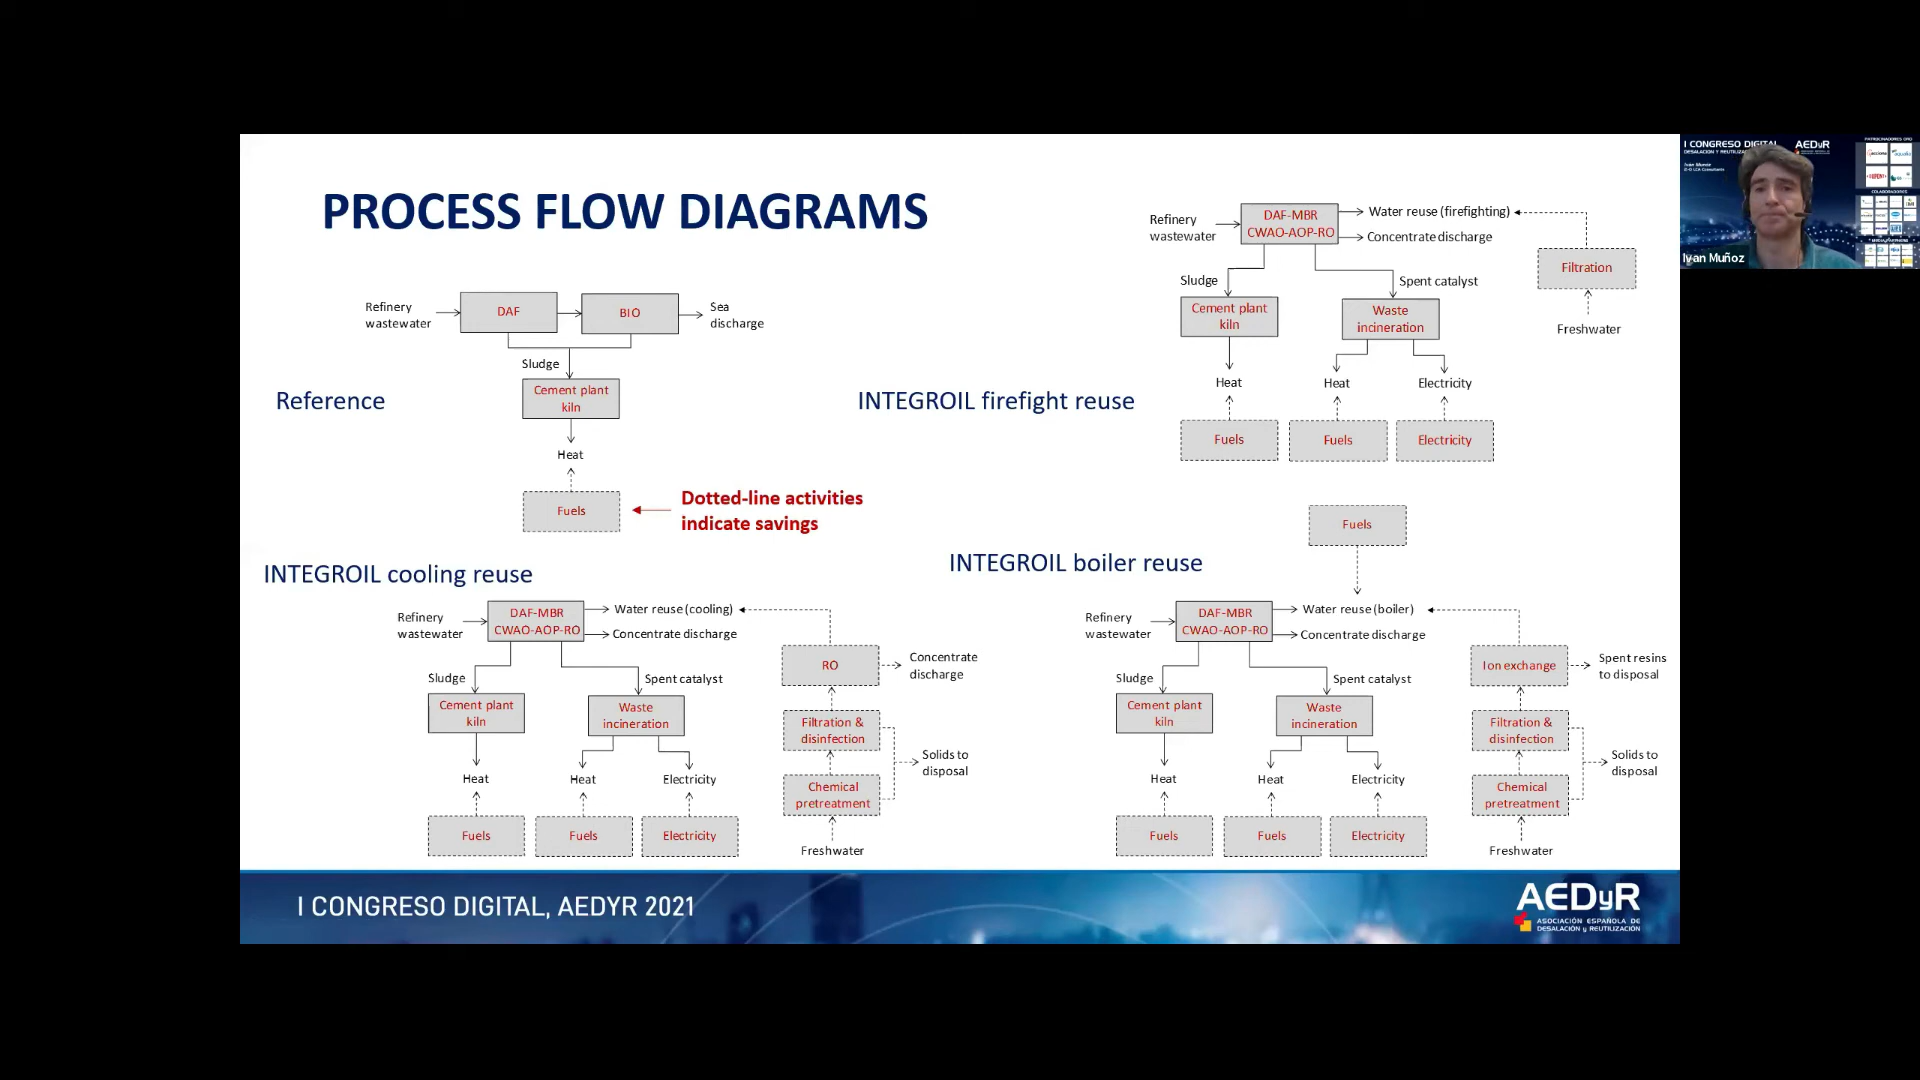 PROCESS FLOW DIAGRAMS
Refinery
wastewater
DAF
BIO
Sea
discharge
Sludge
Cement plant
kiln
Reference
Heat
Fuels
Dotted-line activities
indicate savings
Refinery
wastewater
DAF-MBR
CWAO-AOP-RO
Water reuse (firefighting)
Concentrate discharge
Filtration
Freshwater
Sludge
Spent catalyst
Cement plant
kiln
Waste
incineration
Heat
Heat
Electricity
INTEGROIL firefight reuse
Fuels
Fuels
Electricity
INTEGROIL cooling reuse
Refinery
wastewater
DAF-MBR
CWAO-AOP-RO
Water reuse (cooling)
Concentrate discharge
RO
Concentrate
discharge
Sludge
Spent catalyst
Cement plant
kiln
Waste
incineration
Filtration &
disinfection
Solids to
disposal
Heat
Heat
Electricity
Chemical
pretreatment
Fuels
Fuels
Electricity
Freshwater
Fuels
INTEGROIL boiler reuse
Refinery
wastewater
DAF-MBR
CWAO-AOP-RO
Water reuse (boiler)
Concentrate discharge
Ion exchange
Spent resins
to disposal
Sludge
Spent catalyst
Cement plant
kiln
Waste
incineration
Filtration &
disinfection
Solids to
disposal
Heat
Heat
Electricity
Chemical
pretreatment
Fuels
Fuels
Electricity
Freshwater
I CONGRESO DIGITAL, AEDYR 2021
AEDyR
ASOCIACIÓN ESPAÑOLA DE
DESALACIÓN y REUTILIZACIÓN
I CONGRESO DIGITAL
AEDyR
Ivan Muñoz